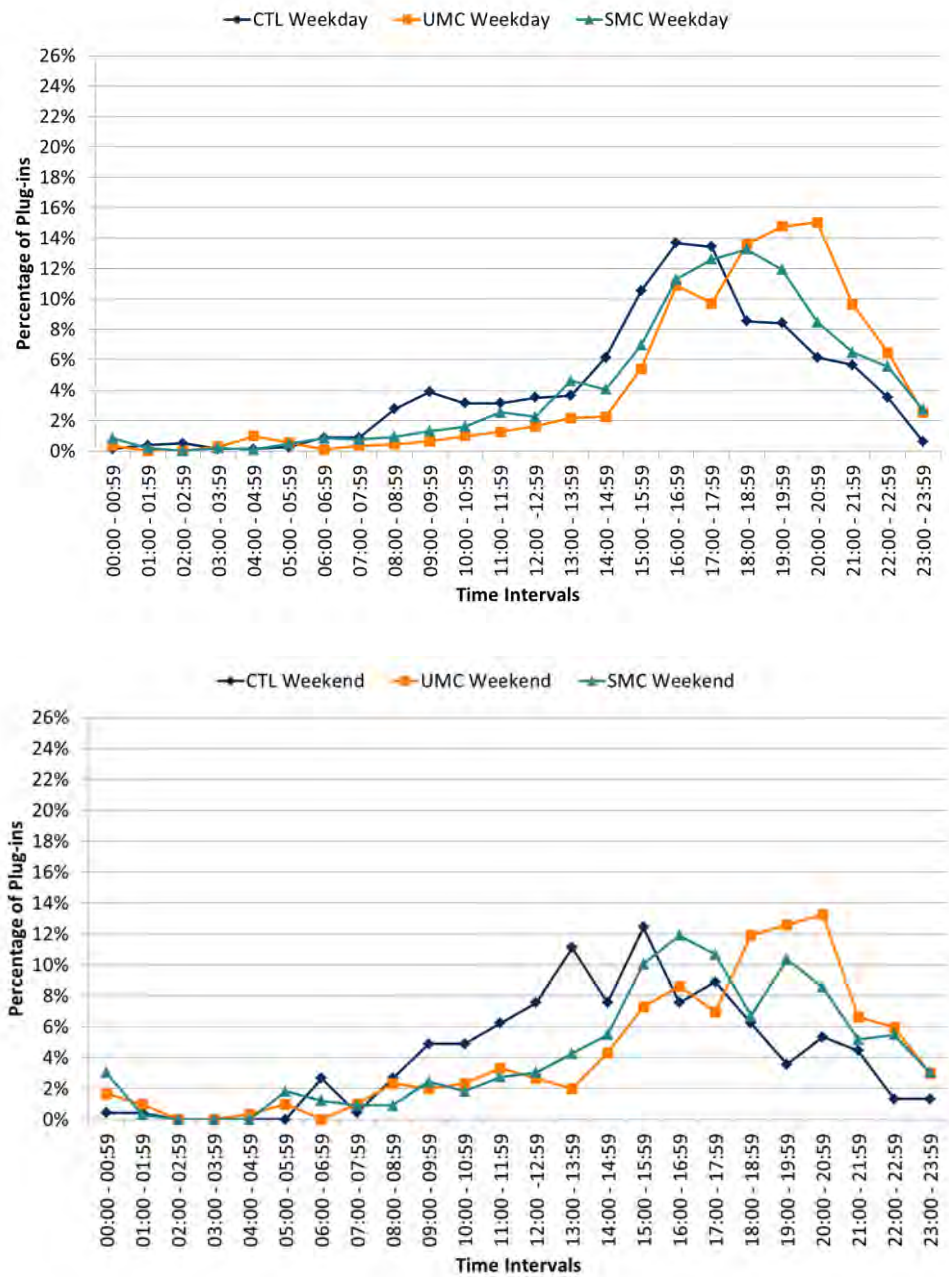 CTL Weekday UMC Weekday SMC Weekday
26%
24%
22%
20%
18%
16%
14%
12%
10%
8%
6%
4%
2%
0%
Percentage of Plug-ins
00:00 - 00:59
01:00 - 01:59
02:00 - 02:59
03:00 - 03:59
04:00 - 04:59
05:00 - 05:59
06:00 - 06:59
07:00 - 07:59
08:00 - 08:59
09:00 - 09:59
10:00 - 10:59
11:00 - 11:59
12:00 -12:59
13:00 - 13:59
14:00 - 14:59
15:00 - 15:59
16:00 - 16:59
17:00 - 17:59
18:00 - 18:59
19:00 - 19:59
20:00 - 20:59
21:00 - 21:59
22:00 - 22:59
23:00 - 23:59
Time Intervals
CTL Weekend UMC Weekend SMC Weekend
26%
24%
22%
20%
18%
16%
14%
12%
10%
8%
6%
4%
2%
0%
Percentage of Plug-ins
00:00 - 00:59
01:00 - 01:59
02:00 - 02:59
03:00 - 03:59
04:00 - 04:59
05:00 - 05:59
06:00 - 06:59
07:00 - 07:59
08:00 - 08:59
09:00 - 09:59
10:00 - 10:59
11:00 - 11:59
12:00 -12:59
13:00 - 13:59
14:00 - 14:59
15:00 - 15:59
16:00 - 16:59
17:00 - 17:59
18:00 - 18:59
19:00 - 19:59
20:00 - 20:59
21:00 - 21:59
22:00 - 22:59
23:00 - 23:59
Time Intervals